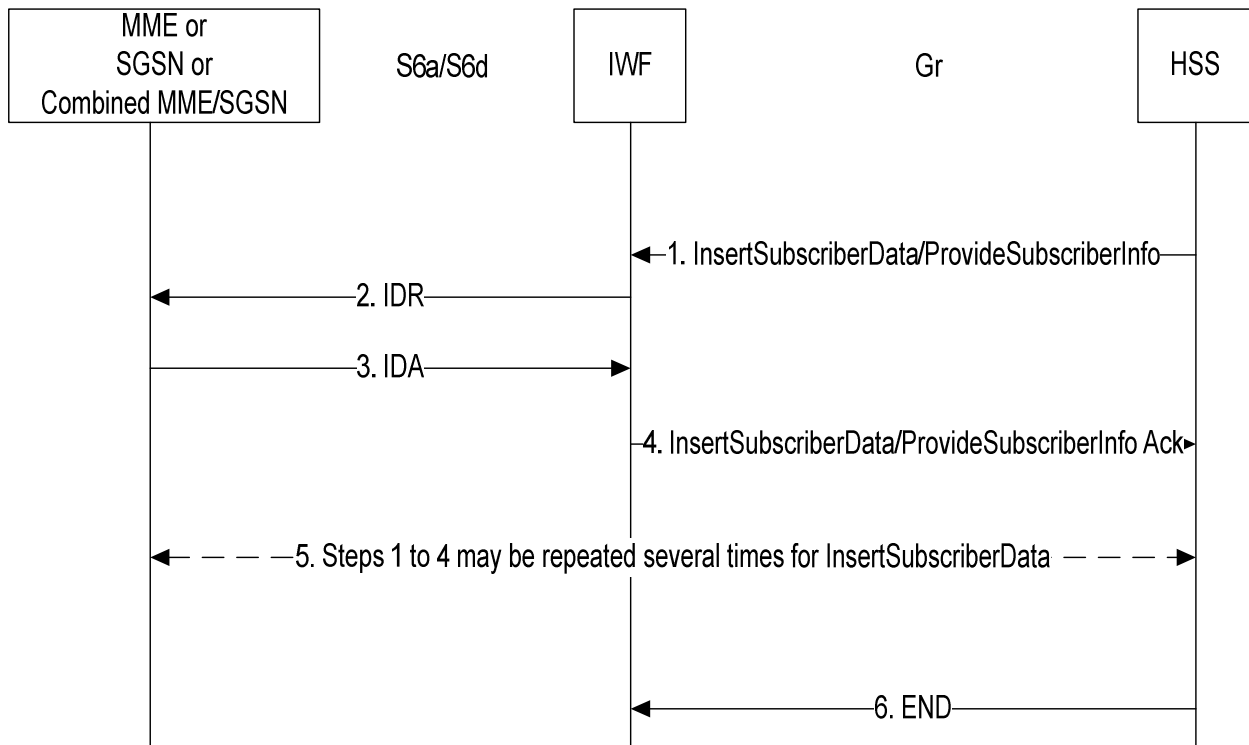 MME or
SGSN or
Combined MME/SGSN
S6a/S6d
IWF
Gr
HSS
1. InsertSubscriberData/ProvideSubscriberInfo
2. IDR
3. IDA
4. InsertSubscriberData/ProvideSubscriberInfo Ack
5. Steps 1 to 4 may be repeated several times for InsertSubscriberData
6. END